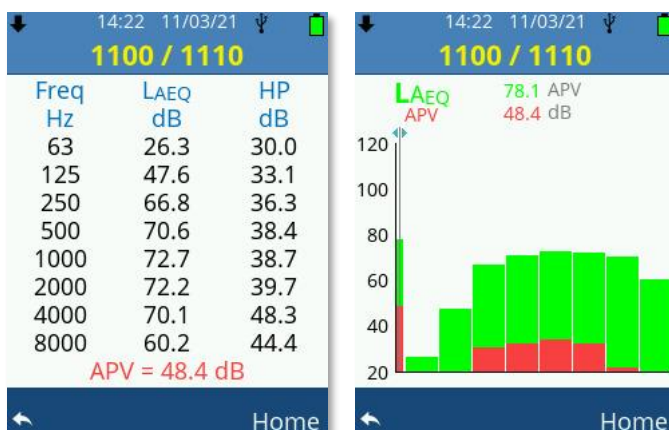 14:22 11/03/21
1100 / 1110
Freq LAEQ HP
Hz dB dB
63 26.3 30.0
125 47.6 33.1
250 66.8 36.3
500 70.6 38.4
1000 72.7 38.7
2000 72.2 39.7
4000 70.1 48.3
8000 60.2 44.4
APV = 48.4 dB
Home
14:22 11/03/21
1100 / 1110
LAEQ 78.1 APV
APV 48.4 dB
120
100
80
60
40
20
Home